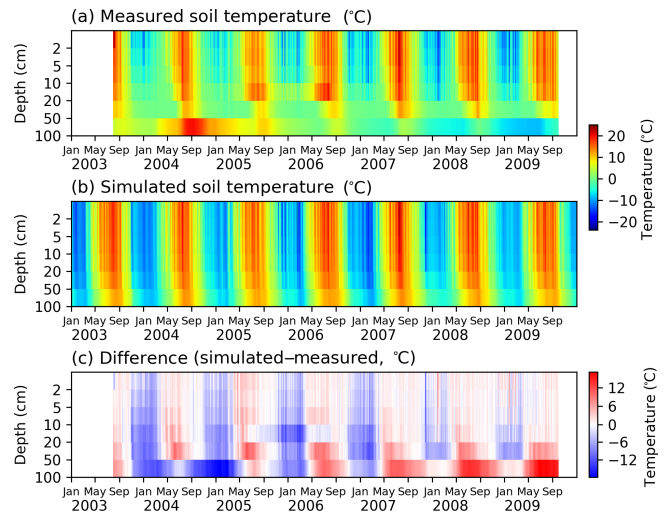 (a) Measured soil temperature (°C)
Depth (cm)
2
5
10
20
50
100
Jan May Sep Jan May Sep Jan May Sep Jan May Sep Jan May Sep Jan May Sep Jan May Sep
2003 2004 2005 2006 2007 2008 2009
(b) Simulated soil temperature (°C)
Depth (cm)
2
5
10
20
50
100
Jan May Sep Jan May Sep Jan May Sep Jan May Sep Jan May Sep Jan May Sep Jan May Sep
2003 2004 2005 2006 2007 2008 2009
20
10
0
−10
−20
Temperature (°C)
(c) Difference (simulated–measured, °C)
Depth (cm)
2
5
10
20
50
100
Jan May Sep Jan May Sep Jan May Sep Jan May Sep Jan May Sep Jan May Sep Jan May Sep
2003 2004 2005 2006 2007 2008 2009
12
6
0
−6
−12
Temperature (°C)